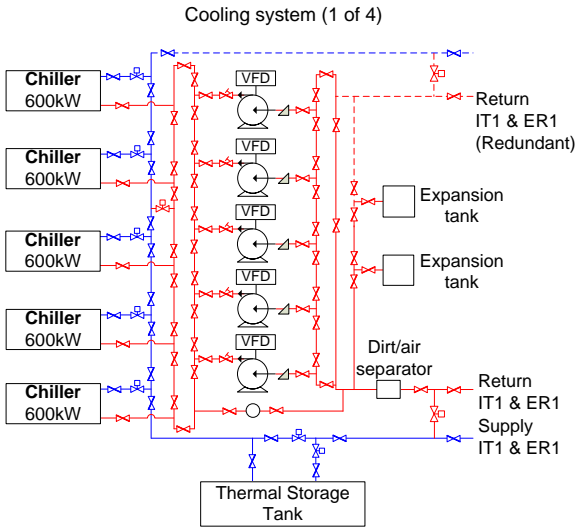 Cooling system (1 of 4)
Chiller
600kW
VFD
Return
IT1 & ER1
(Redundant)
Chiller
600kW
VFD
Expansion
tank
Chiller
600kW
VFD
Expansion
tank
Chiller
600kW
VFD
Dirt/air
separator
Chiller
600kW
VFD
Return
IT1 & ER1
Supply
IT1 & ER1
Thermal Storage
Tank